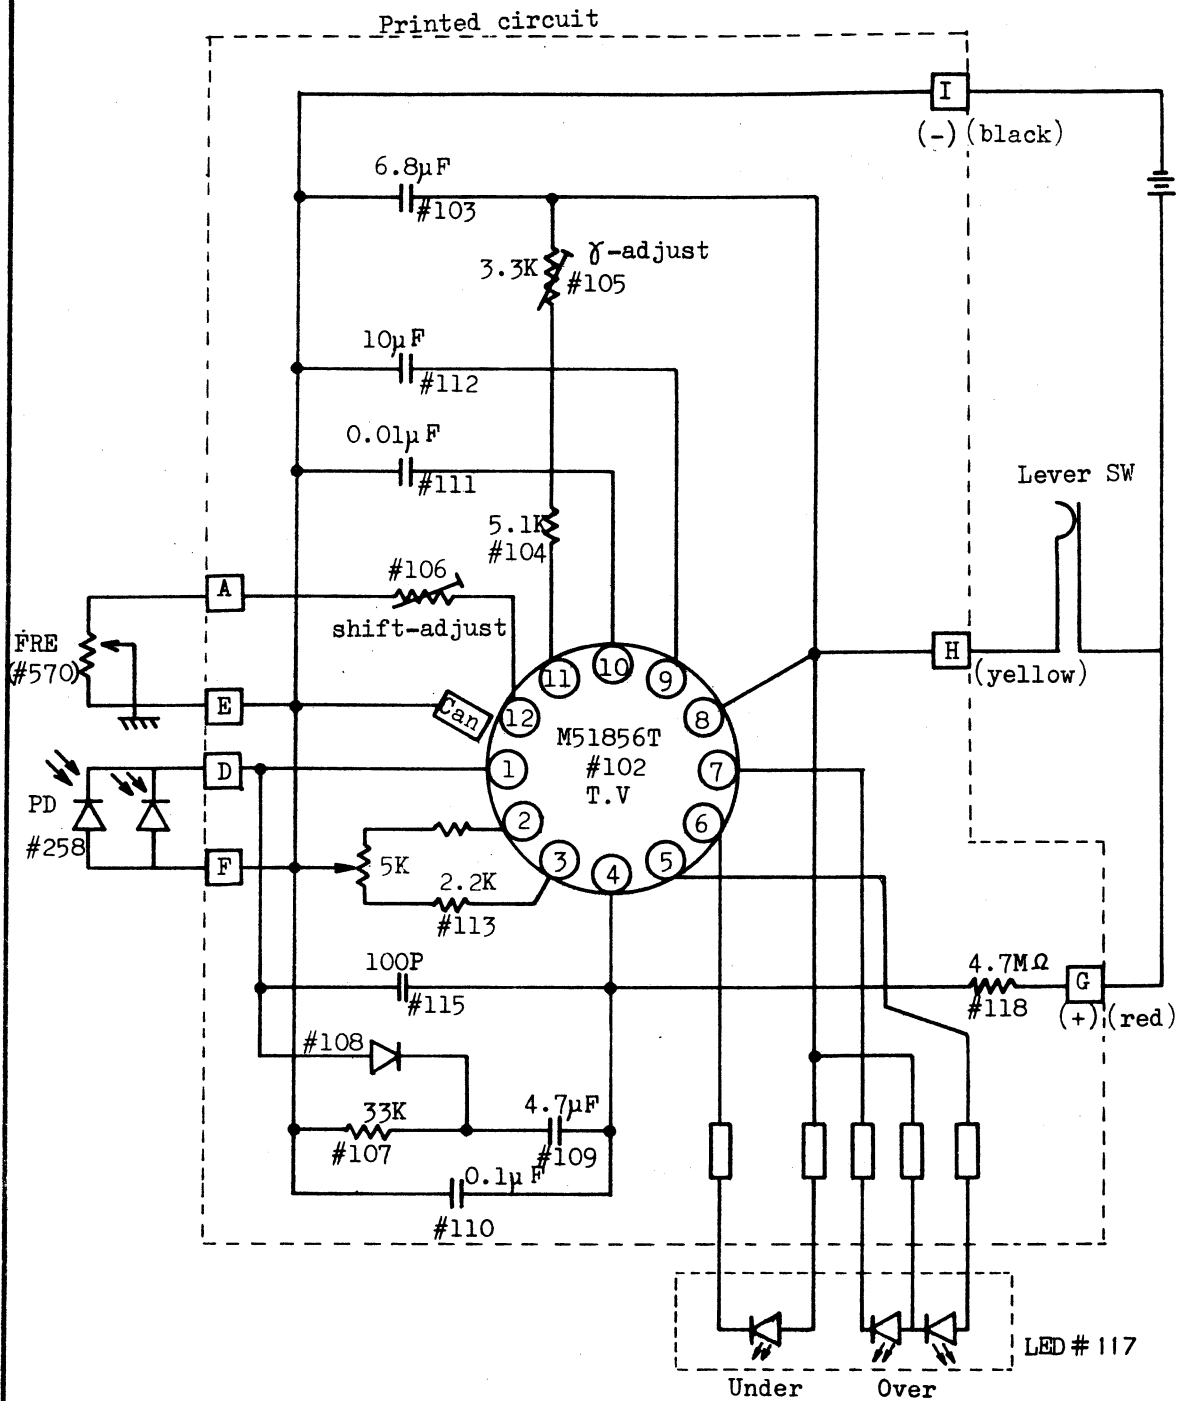 Printed circuit
I
(-) (black)
6.8µF
#103
γ-adjust
3.3K
#105
10µF
#112
0.01µF
#111
Lever SW
5.1K
#104
#106
A
shift-adjust
FRE
(#570)
H
(yellow)
E
Can
11
10
9
12
8
M51856T
#102
T.V
D
1
7
PD
#258
2
6
F
5K
3
4
5
2.2K
#113
100P
#115
4.7MΩ
#118
G
(+) (red)
#108
33K
#107
4.7µF
#109
0.1µF
#110
LED #117
Under
Over